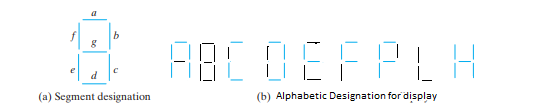 a
f b
g
e c
d
A B C O E F P L H
(a) Segment designation
(b) Alphabetic Designation for display